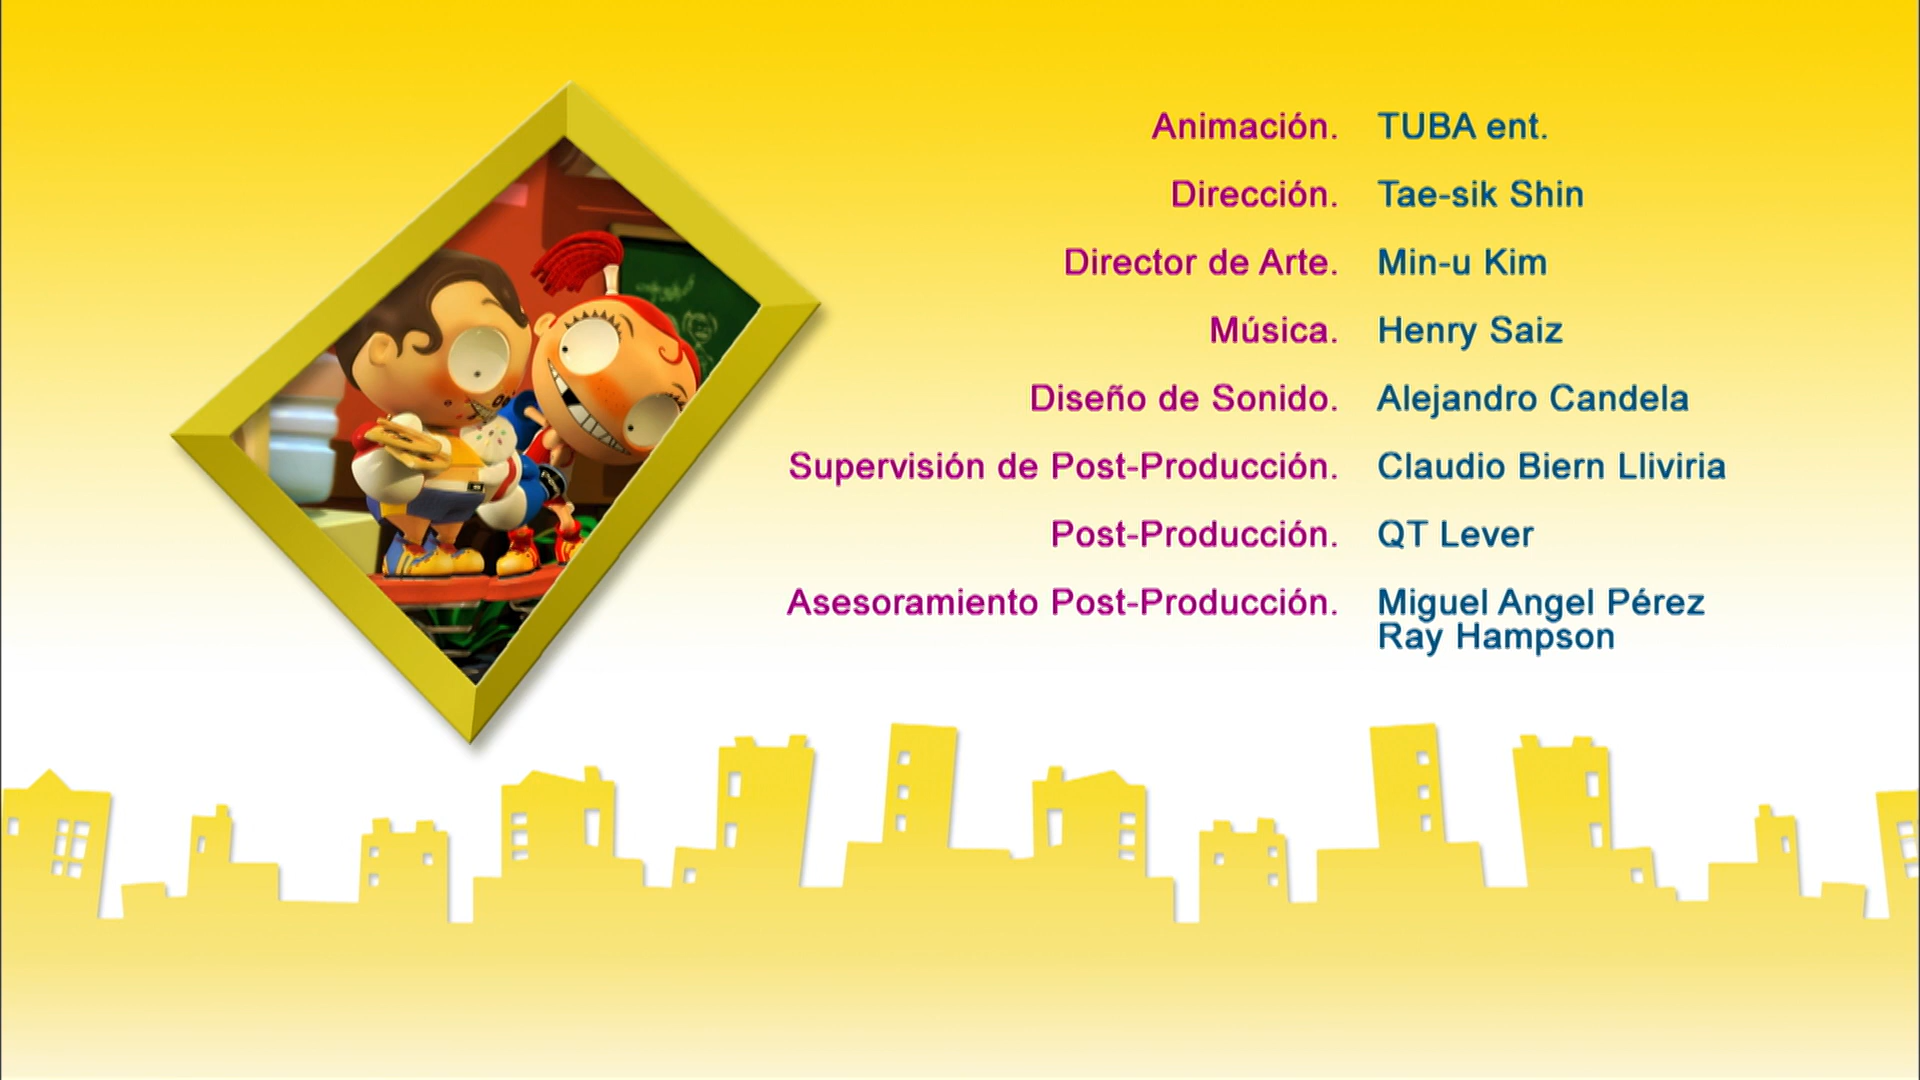 Animación. TUBA ent.
Dirección. Tae-sik Shin
Director de Arte. Min-u Kim
Música. Henry Saiz
Diseño de Sonido. Alejandro Candela
Supervisión de Post-Producción. Claudio Biern Lliviria
Post-Producción. QT Lever
Asesoramiento Post-Producción. Miguel Angel Pérez
Ray Hampson